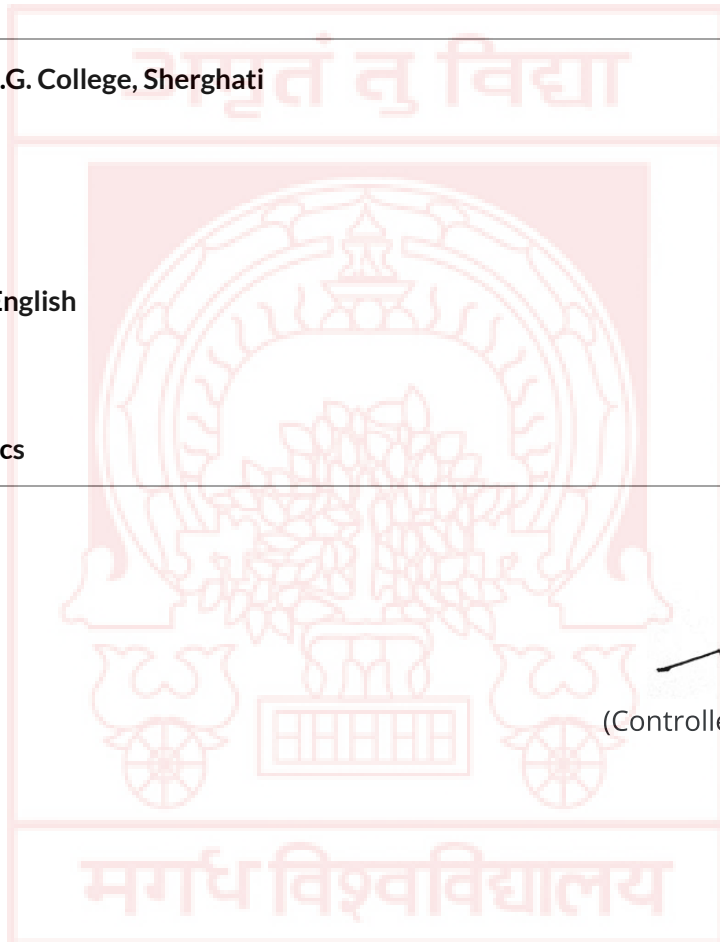 अमृतं तु विद्या
.G. College, Sherghati
English
cs
(Controlle
मगध विश्वविद्यालय